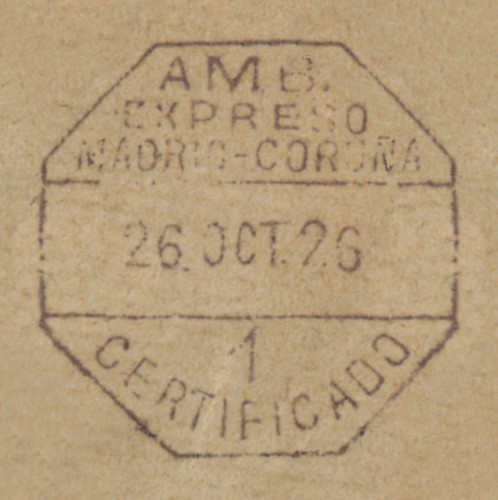 AMB.
EXPRESO
MADRID-CORUÑA
26.OCT.26
1
CERTIFICADO